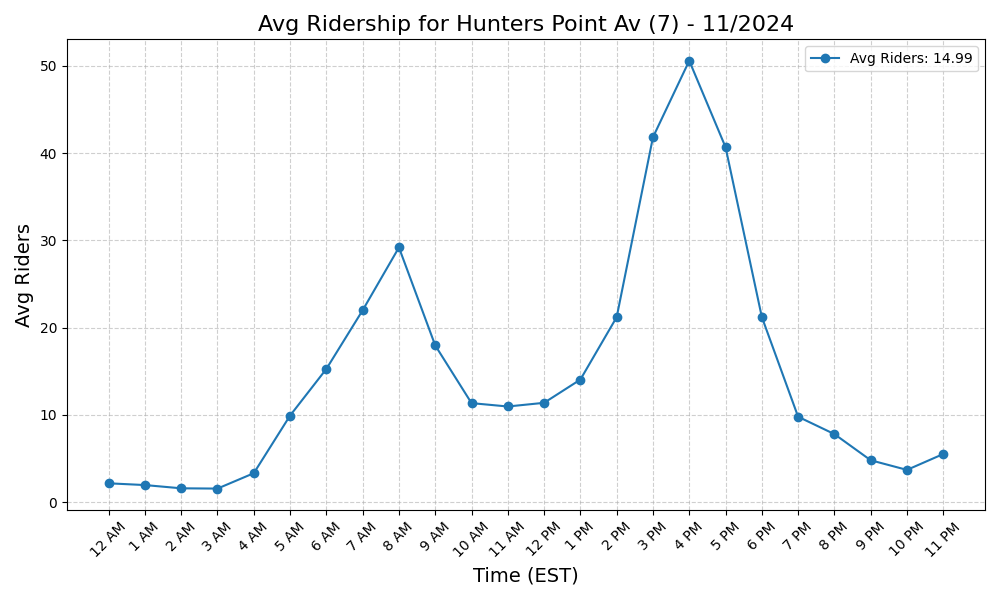 Avg Ridership for Hunters Point Av (7) - 11/2024
Avg Riders: 14.99
Avg Riders
50
40
30
20
10
0
12 AM
1 AM
2 AM
3 AM
4 AM
5 AM
6 AM
7 AM
8 AM
9 AM
10 AM
11 AM
12 PM
1 PM
2 PM
3 PM
4 PM
5 PM
6 PM
7 PM
8 PM
9 PM
10 PM
11 PM
Time (EST)